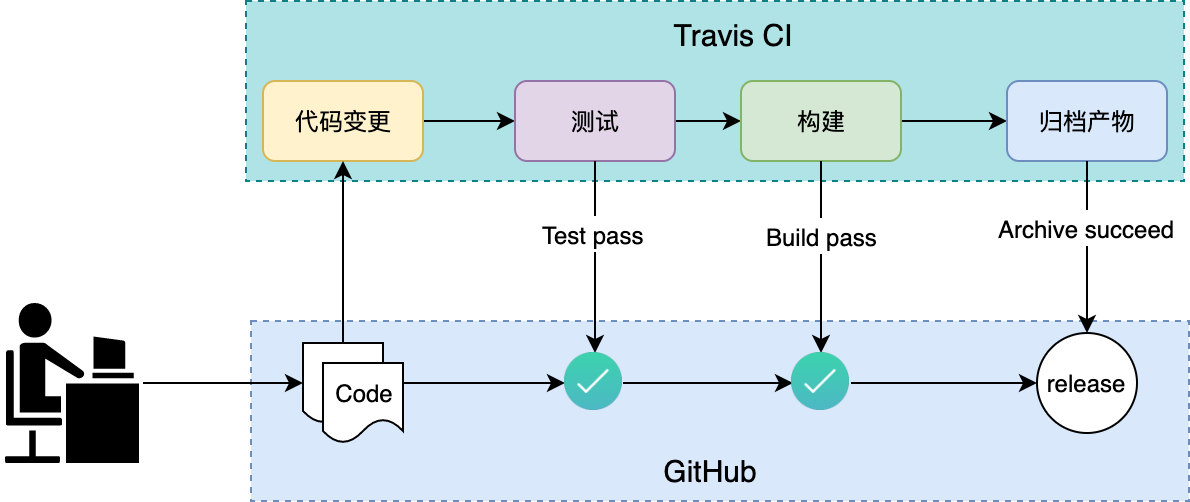 Travis CI
代码变更
测试
构建
归档产物
Test pass
Build pass
Archive succeed
Code
release
GitHub